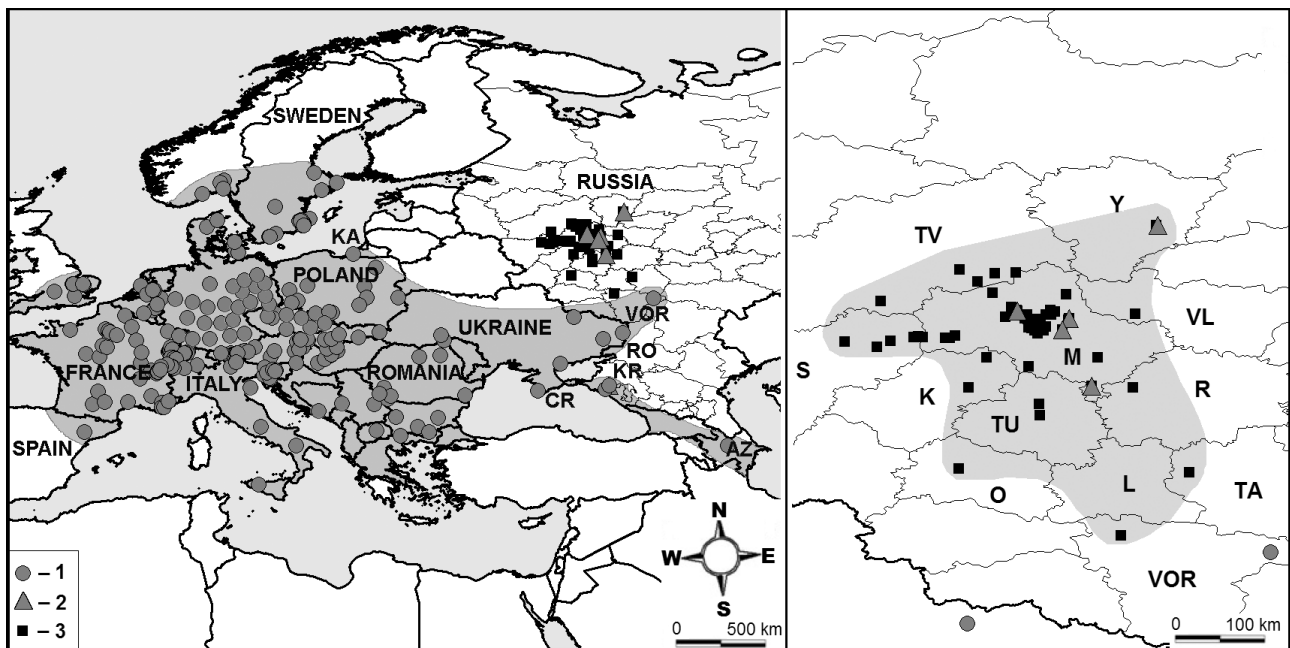 SWEDEN
RUSSIA
KA
POLAND
VOR
UKRAINE
RO
FRANCE
ITALY
ROMANIA
KR
CR
SPAIN
AZ
N
W E
S
– 1
– 2
– 3
0 500 km
Y
TV
VL
S
M
K
R
TU
L
O
TA
VOR
0 100 km